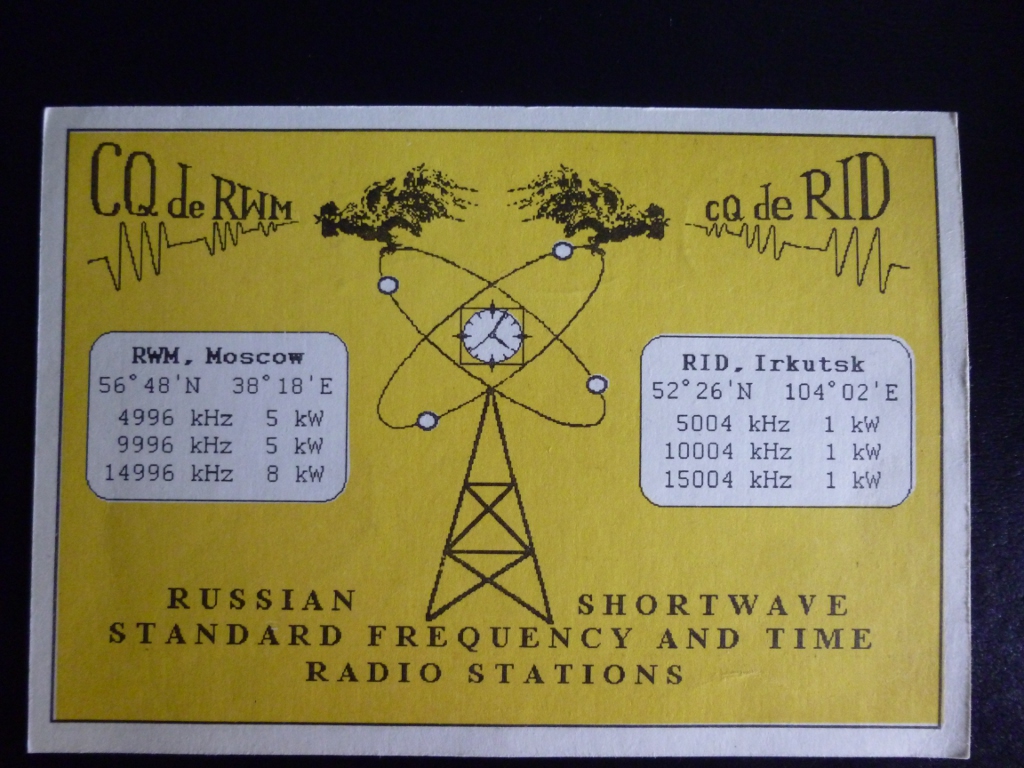 CQ de RWM
CQ de RID
RWM, Moscow
56°48'N 38°18'E
4996 kHz 5 kW
9996 kHz 5 kW
14996 kHz 8 kW
RID, Irkutsk
52°26'N 104°02'E
5004 kHz 1 kW
10004 kHz 1 kW
15004 kHz 1 kW
RUSSIAN SHORTWAVE
STANDARD FREQUENCY AND TIME
RADIO STATIONS